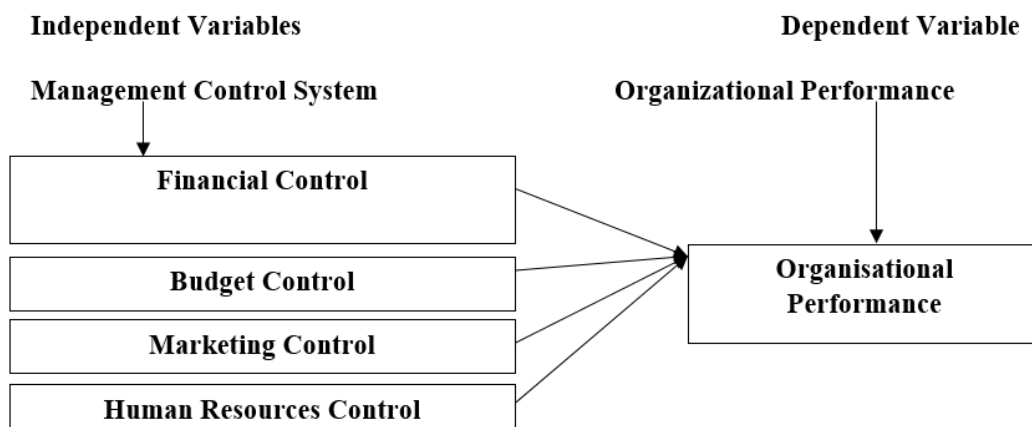 Independent Variables
Dependent Variable
Management Control System
Organizational Performance
Financial Control
Budget Control
Marketing Control
Human Resources Control
Organisational
Performance